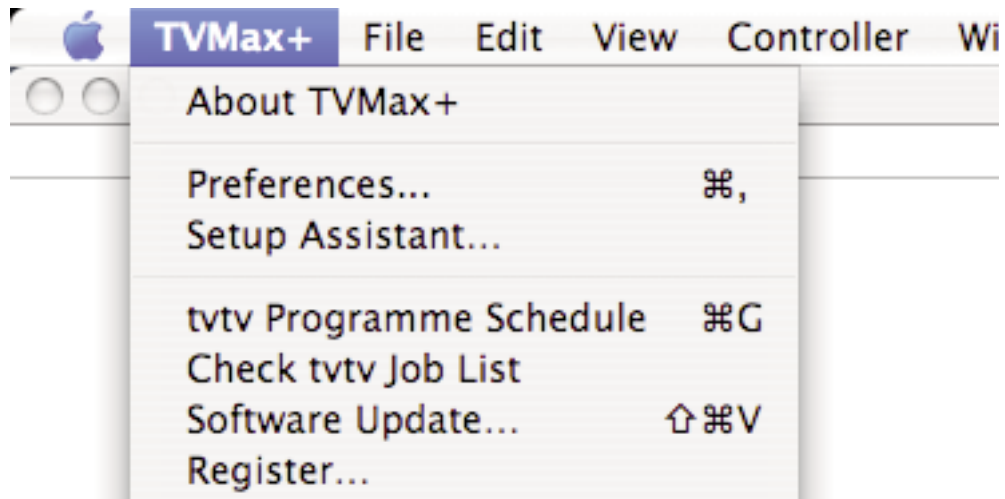 TVMax+ File Edit View Controller
About TVMax+
Preferences... ⌘,
Setup Assistant...
tvtv Programme Schedule ⌘G
Check tvtv Job List
Software Update... ⇧⌘V
Register...